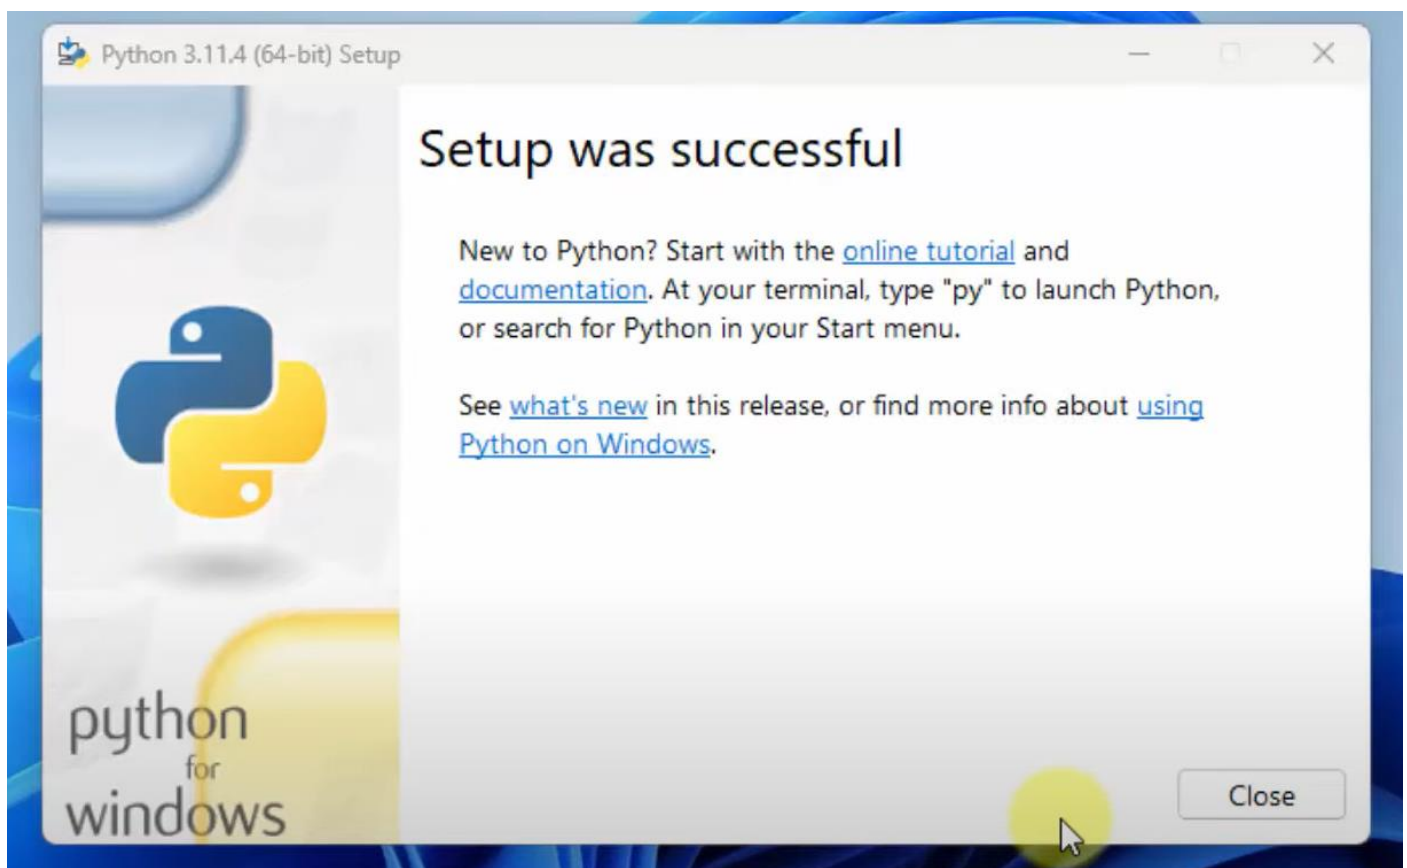 Python 3.11.4 (64-bit) Setup
Setup was successful
New to Python? Start with the online tutorial and
documentation. At your terminal, type "py" to launch Python,
or search for Python in your Start menu.
See what's new in this release, or find more info about using
Python on Windows.
python
for
windows
Close